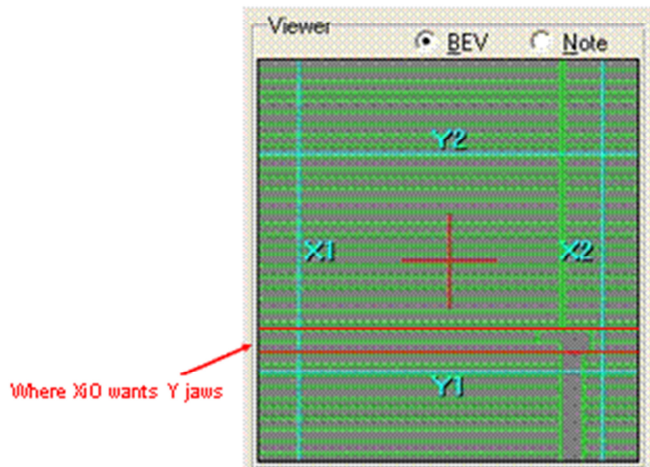 Viewer
BEV Note
Y2
X1 X2
Where XiO wants Y jaws
Y1